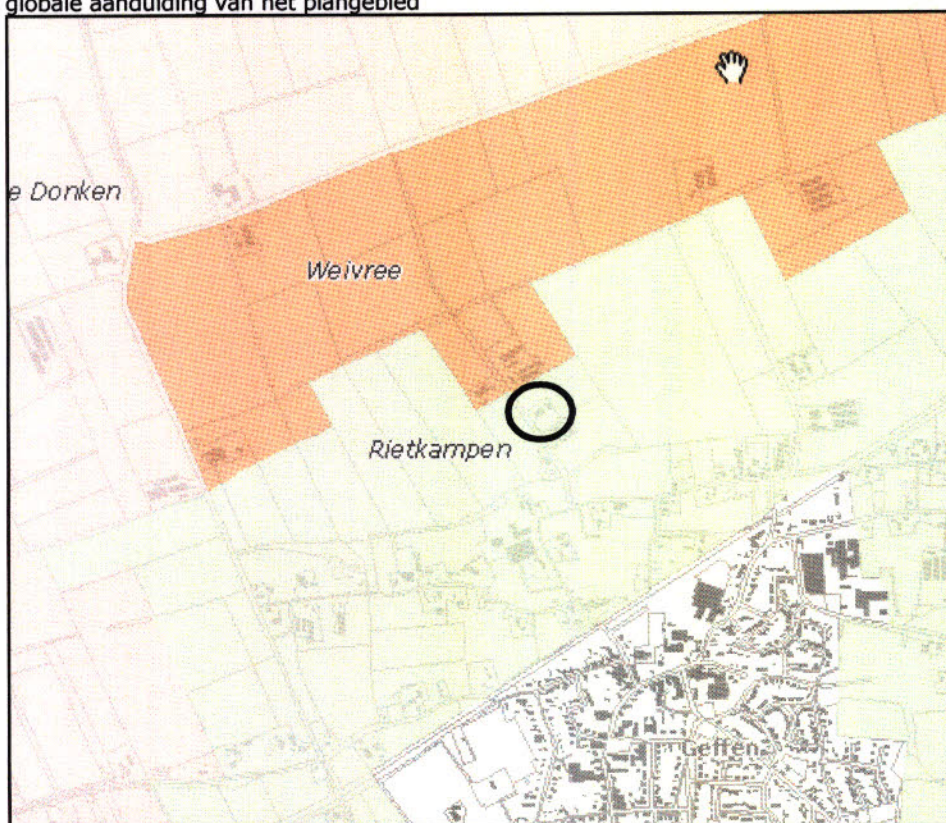 globale aanduiding van het plangebied
e Donken
Weivree
Rietkampen
Geffen